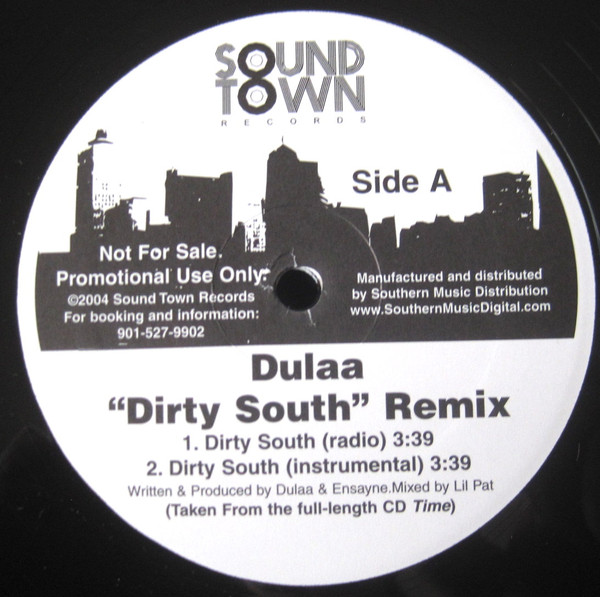 SOUND
TOWN
RECORDS
Side A
Not For Sale.
Promotional Use Only.
©2004 Sound Town Records
For booking and information:
901-527-9902
Manufactured and distributed
by Southern Music Distribution
www.SouthernMusicDigital.com
Dulaa
“Dirty South” Remix
1. Dirty South (radio) 3:39
2. Dirty South (instrumental) 3:39
Written & Produced by Dulaa & Ensayne.Mixed by Lil Pat
(Taken From the full-length CD Time)